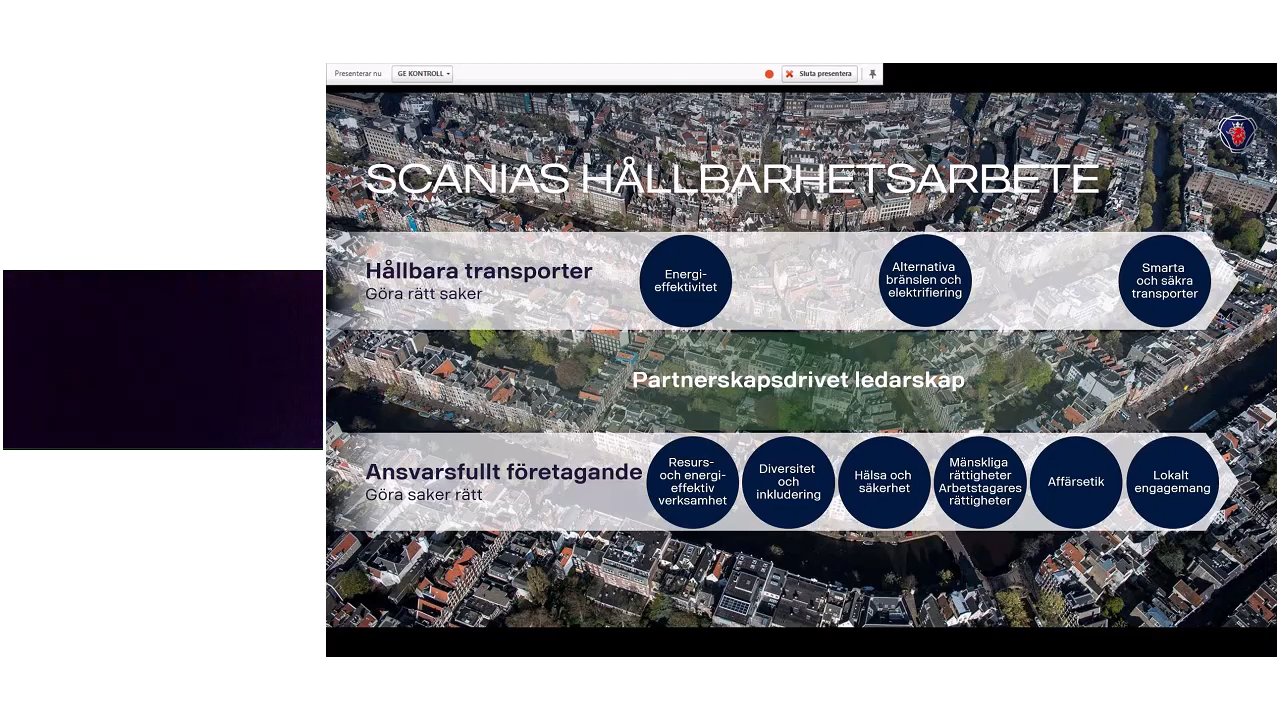 Presenterar nu
GE KONTROLL
Sluta presentera
SCANIAS HÅLLBARHETSARBETE
Hållbara transporter
Göra rätt saker
Energi-
effektivitet
Alternativa
bränslen och
elektrifiering
Smarta
och säkra
transporter
Partnerskapsdrivet ledarskap
Ansvarsfullt företagande
Göra saker rätt
Resurs-
och energi-
effektiv
verksamhet
Diversitet
och
inkludering
Hälsa och
säkerhet
Mänskliga
rättigheter
Arbetstagares
rättigheter
Affärsetik
Lokalt
engagemang